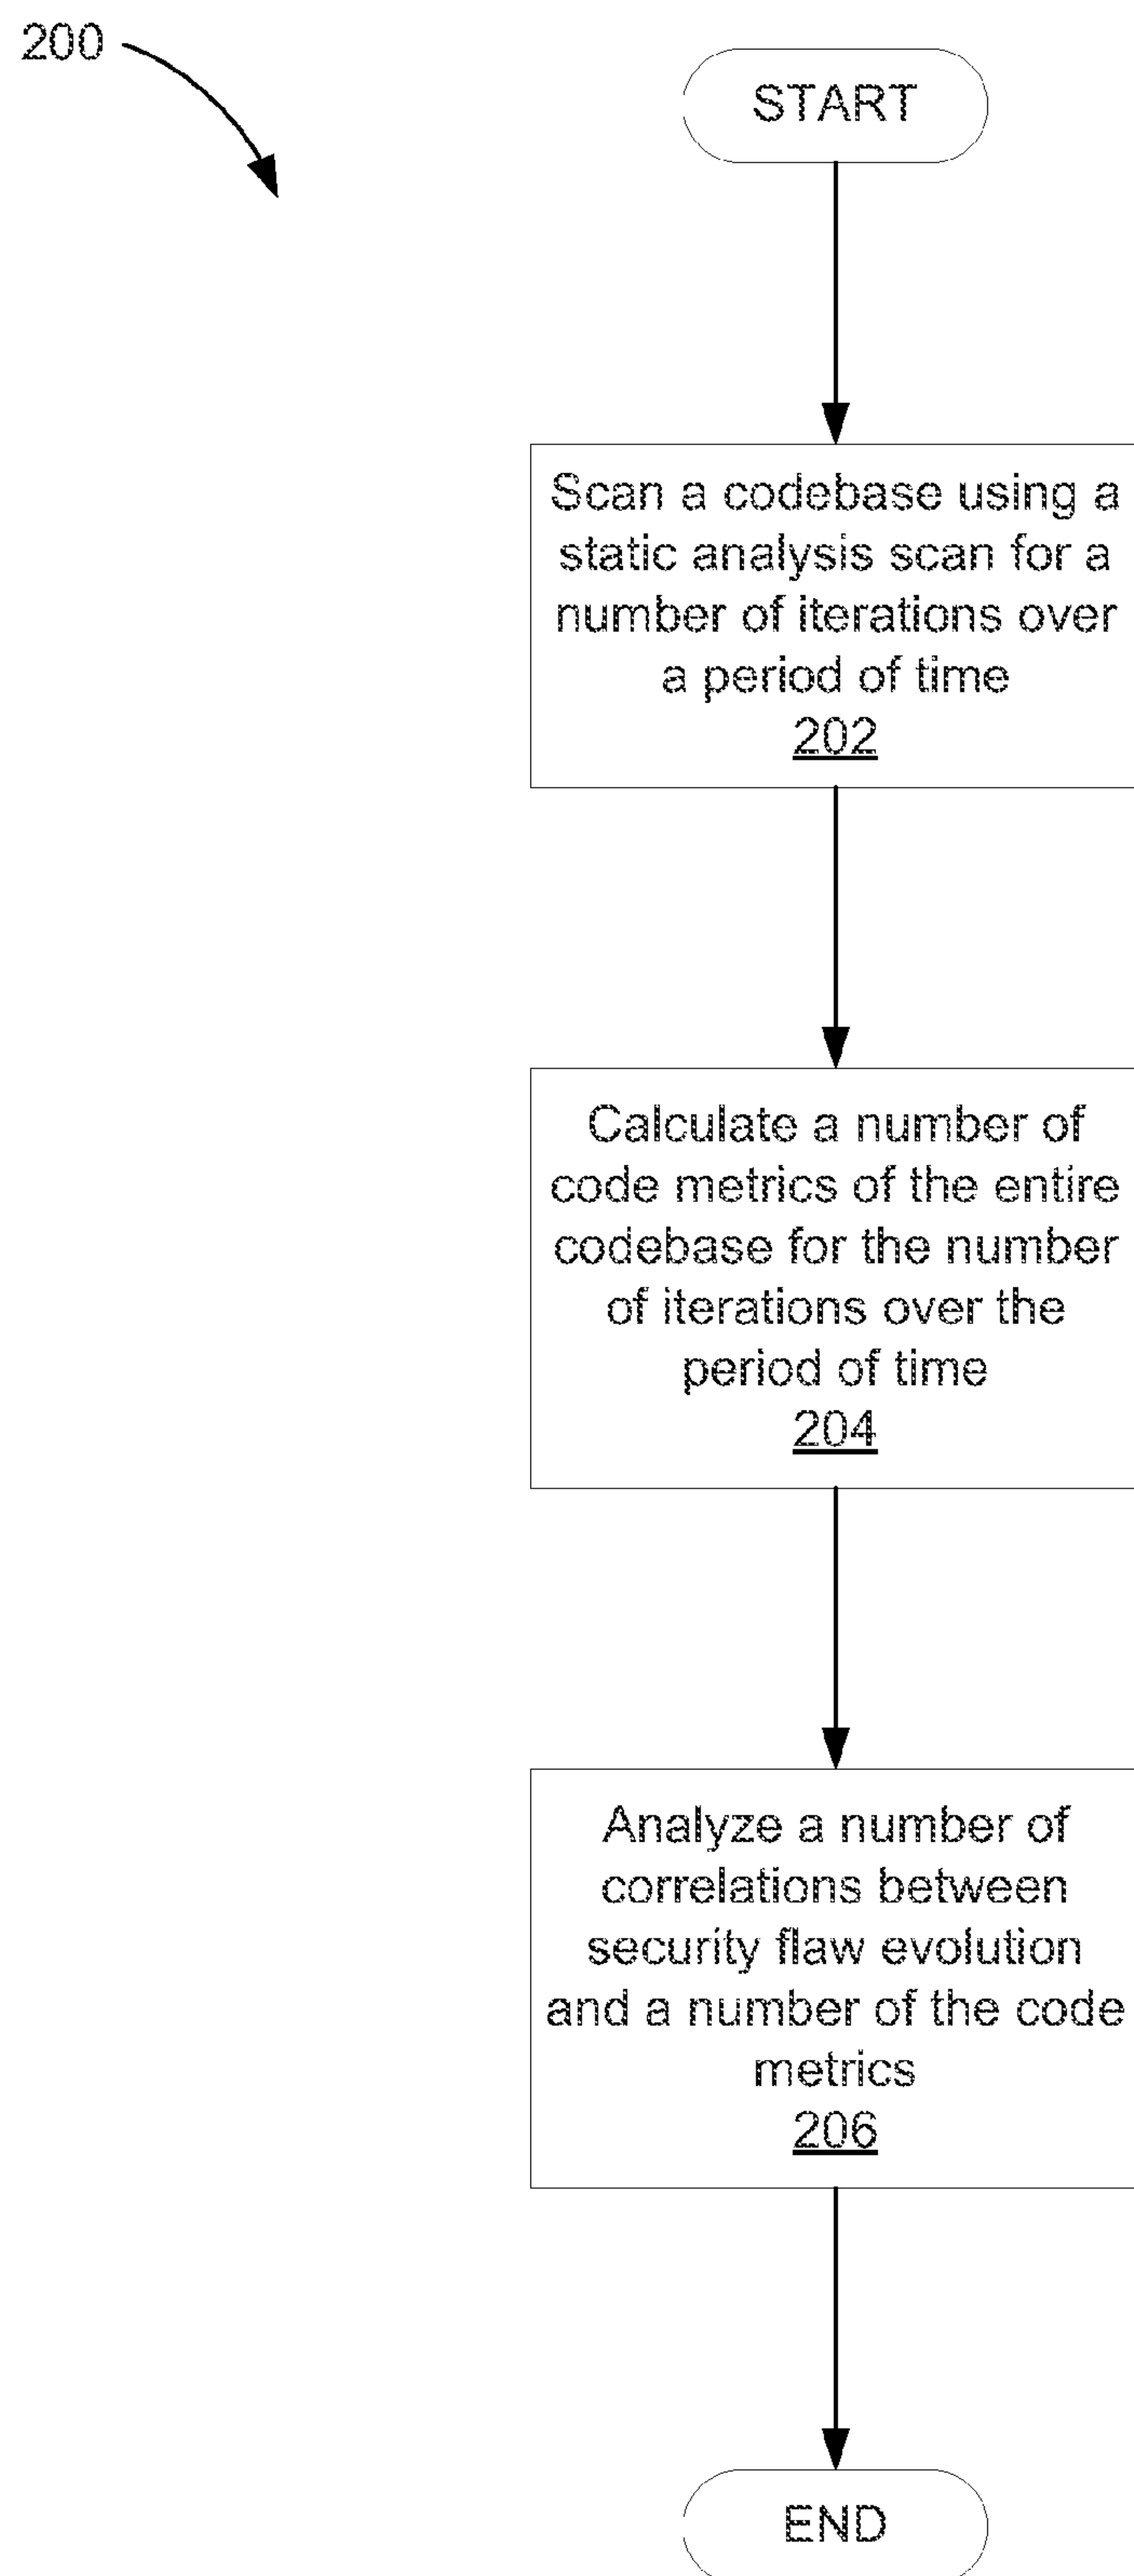 200
START
Scan a codebase using a
static analysis scan for a
number of iterations over
a period of time
202
Calculate a number of
code metrics of the entire
codebase for the number
of iterations over the
period of time
204
Analyze a number of
correlations between
security flaw evolution
and a number of the code
metrics
206
END